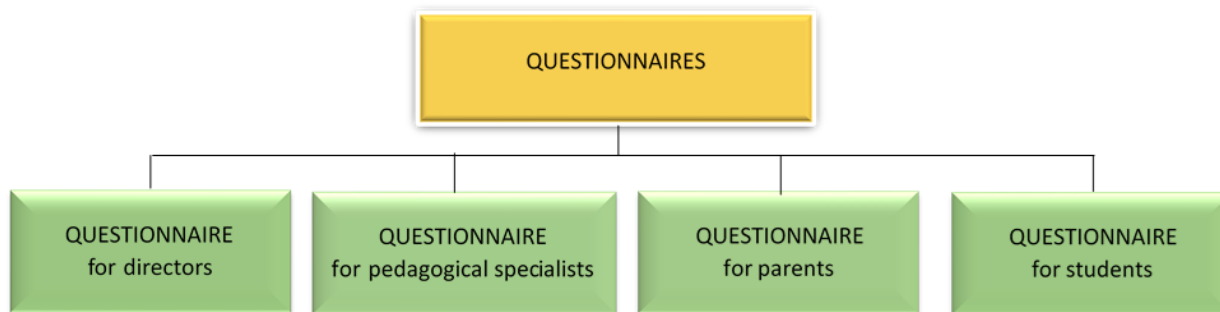 QUESTIONNAIRES
QUESTIONNAIRE
for directors
QUESTIONNAIRE
for pedagogical specialists
QUESTIONNAIRE
for parents
QUESTIONNAIRE
for students